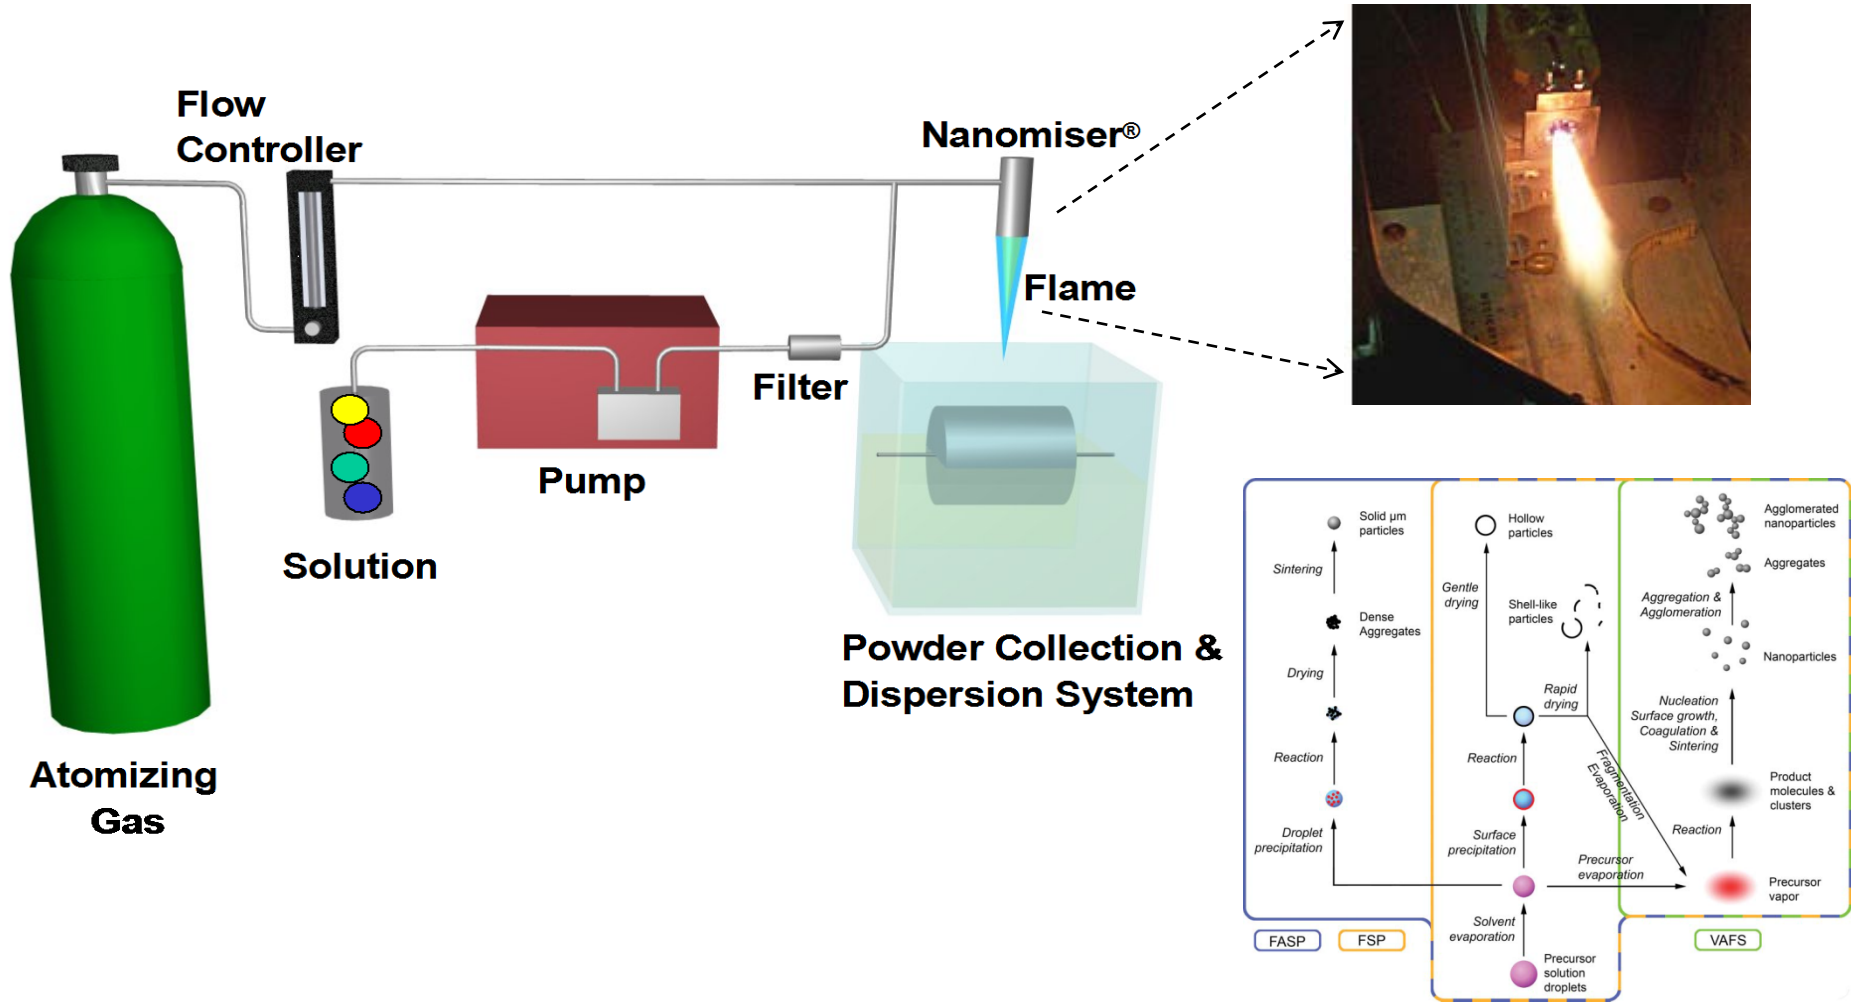 Flow
Controller
Nanomiser®
Flame
Filter
Pump
Solution
Powder Collection &
Dispersion System
Atomizing
Gas
Solid µm
particles
Sintering
Dense
Aggregates
Drying
Reaction
Droplet
precipitation
Hollow
particles
Gentle
drying
Shell-like
particles
Rapid
drying
Reaction
Fragmentation
Evaporation
Surface
precipitation
Precursor
evaporation
Solvent
evaporation
Precursor
solution
droplets
Agglomerated
nanoparticles
Aggregates
Aggregation &
Agglomeration
Nanoparticles
Nucleation
Surface growth,
Coagulation &
Sintering
Product
molecules &
clusters
Reaction
Precursor
vapor
FASP
FSP
VAFS